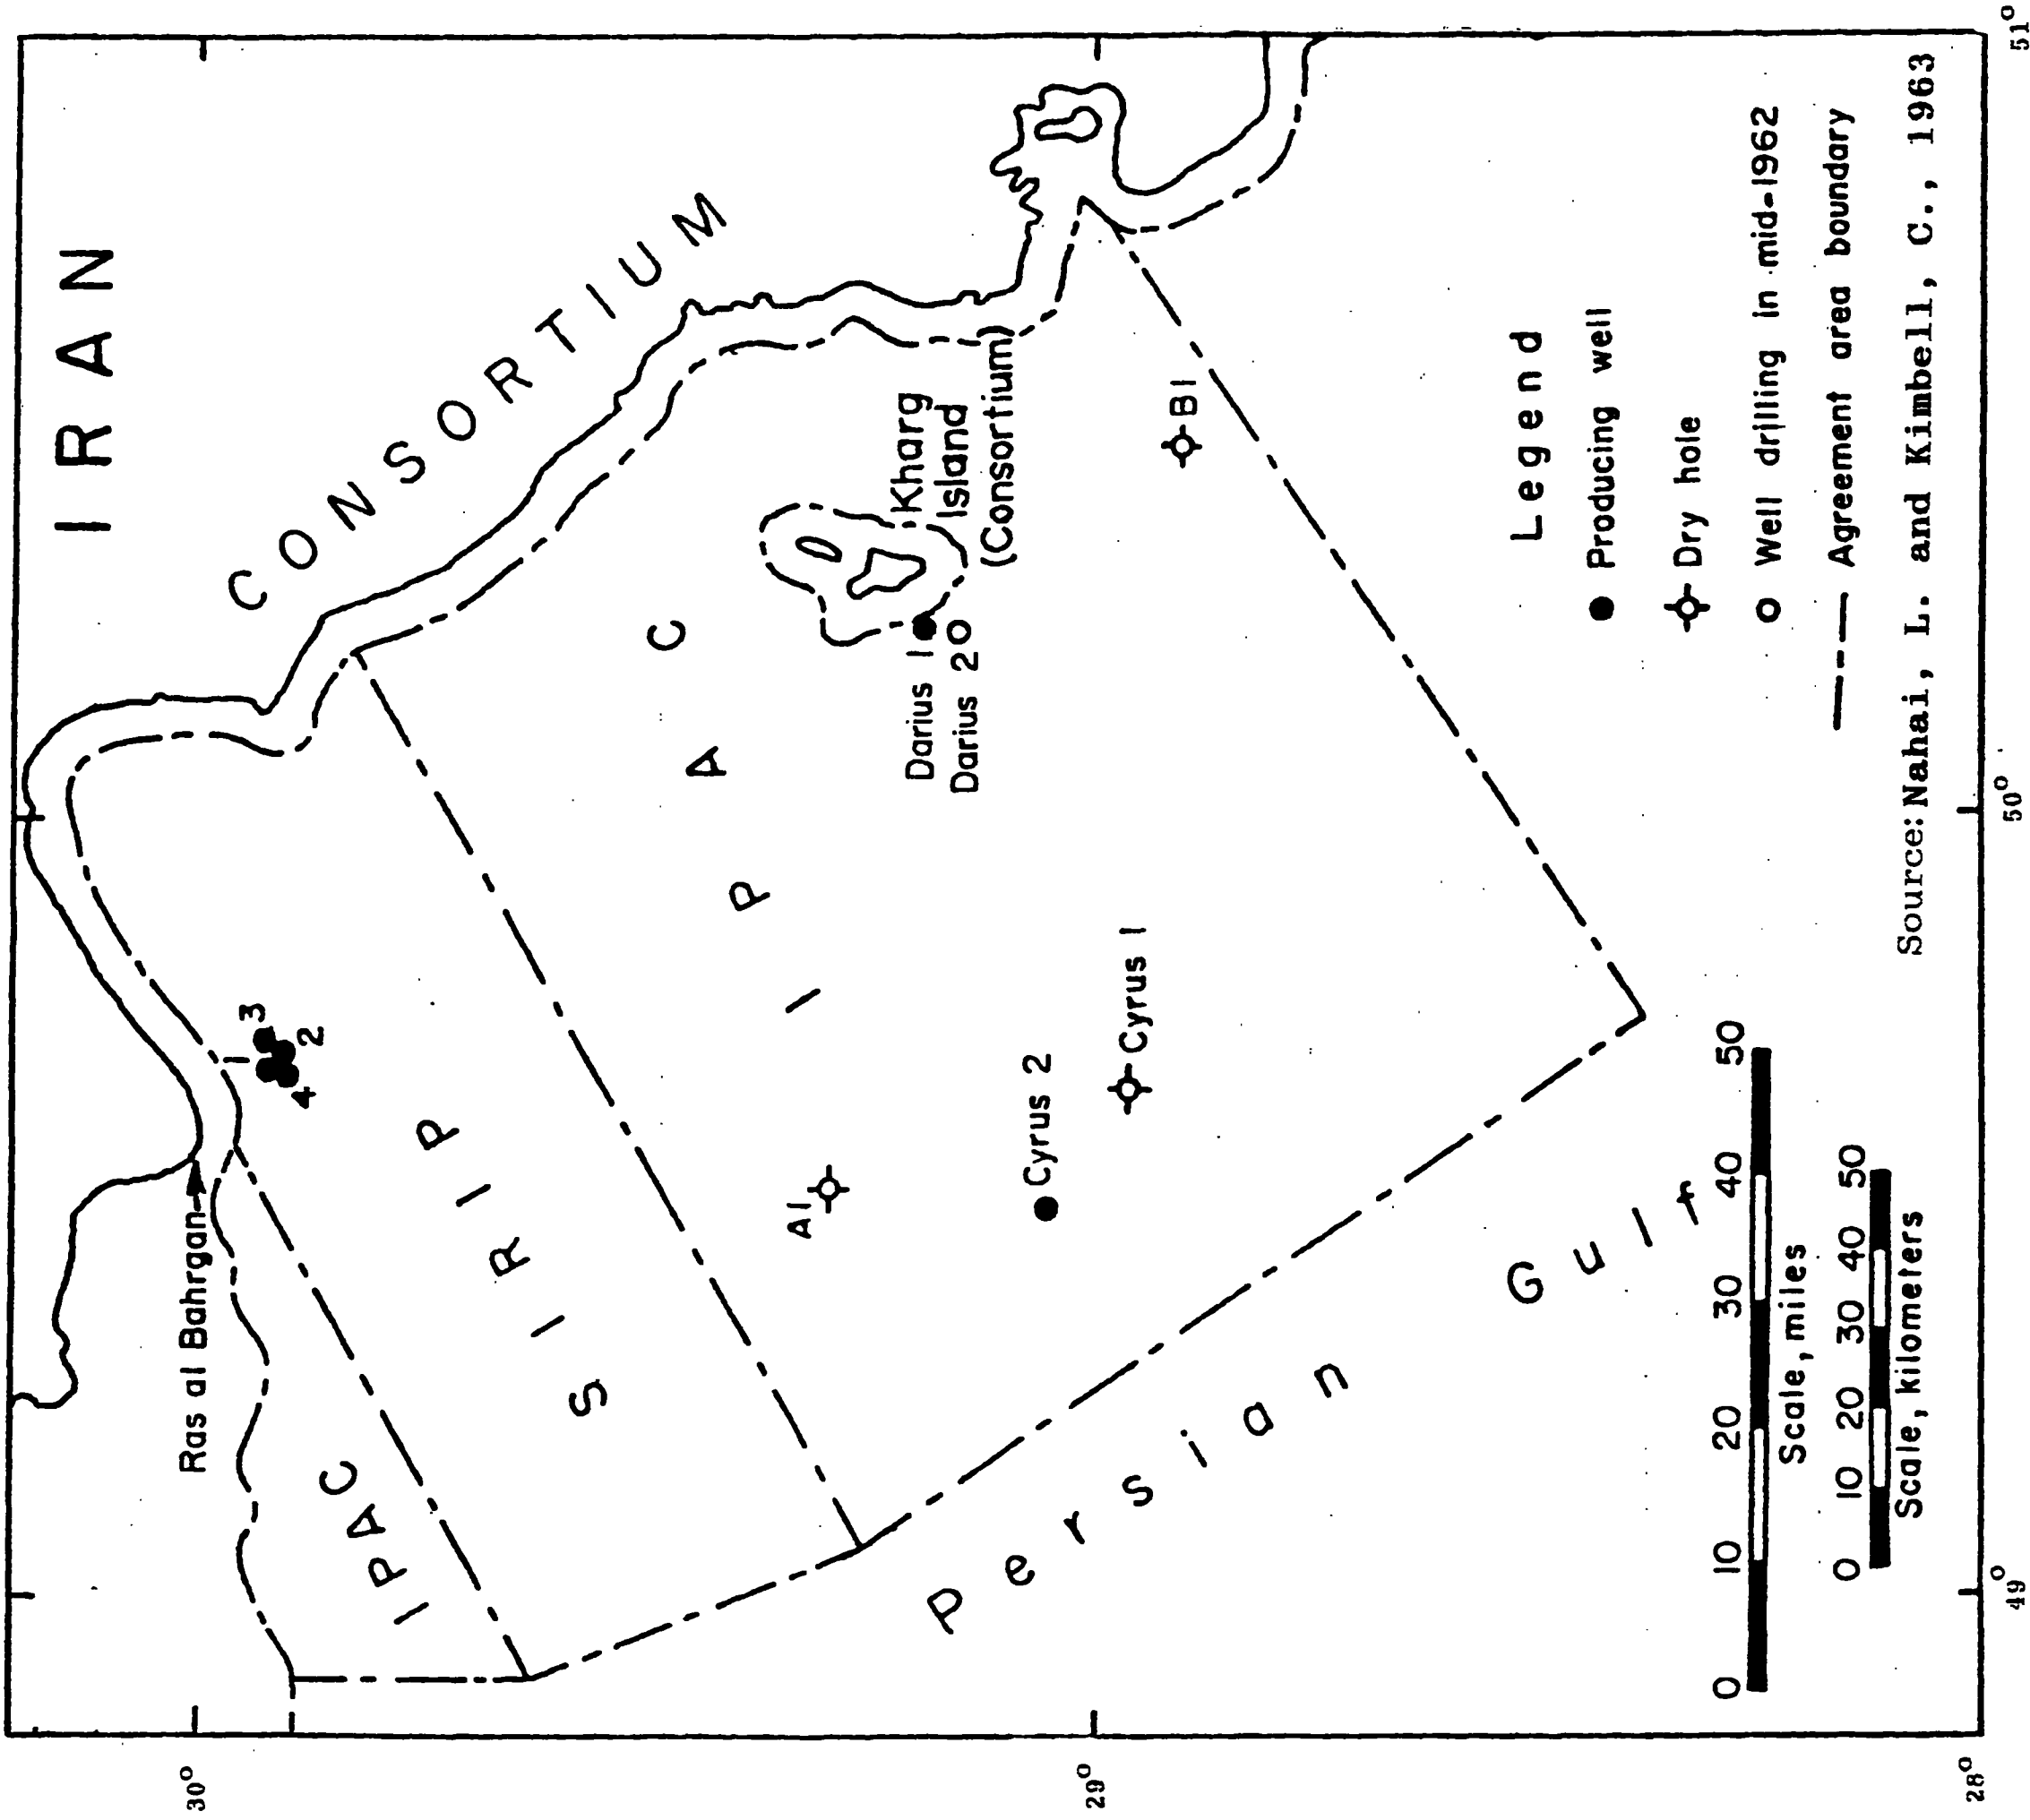 IRAN
CONSORTIUM
Ras al Bahrgan
1
3
4
2
IPAC
SIRIP
IPAC
A1
Cyrus 2
Cyrus 1
Darius 1
Darius 20
Kharg
Island
(Consortium)
B1
Persian Gulf
Legend
Producing well
Dry hole
Well drilling in mid-1962
Agreement area boundary
0 10 20 30 40 50
Scale, miles
0 10 20 30 40 50
Scale, kilometers
Source: Nahai, L. and Kimbell, C., 1963
30°
29°
28°
49°
50°
51°